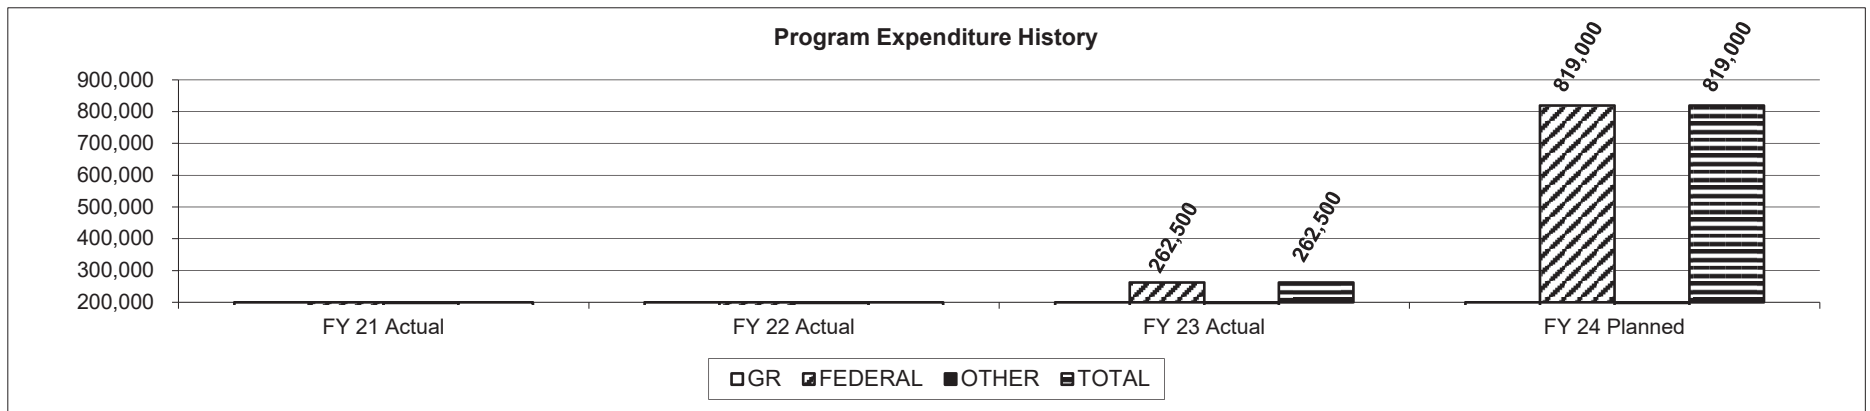 Program Expenditure History
900,000
800,000
700,000
600,000
500,000
400,000
300,000
200,000
262,500
262,500
819,000
819,000
FY 21 Actual
FY 22 Actual
FY 23 Actual
FY 24 Planned
GR FEDERAL OTHER TOTAL